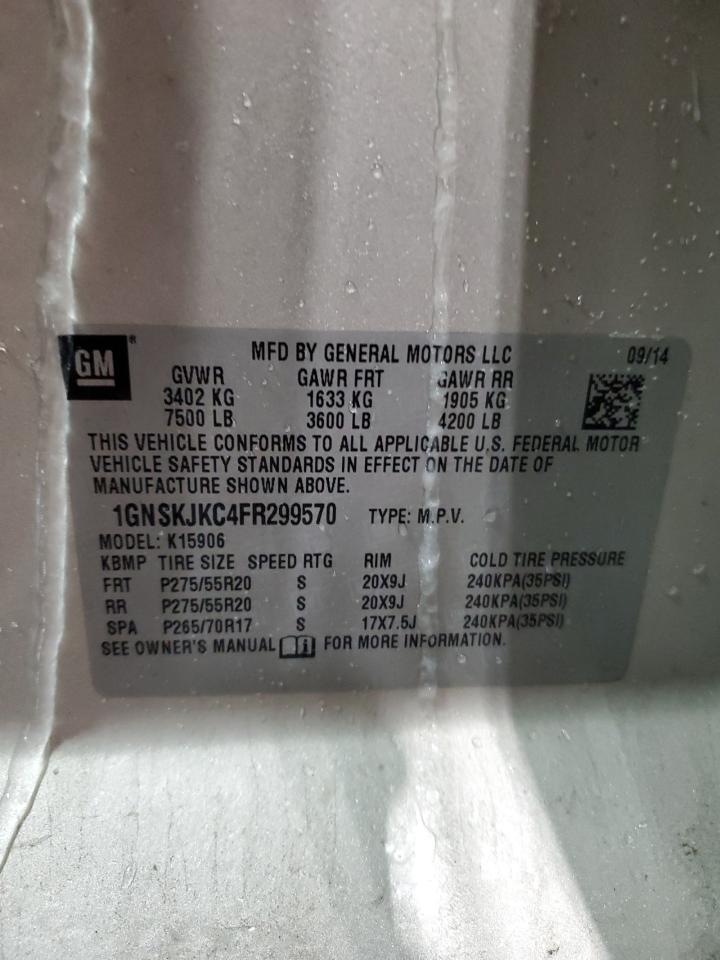 GM®
MFD BY GENERAL MOTORS LLC 09/14
GVWR GAWR FRT GAWR RR
3402 KG 1633 KG 1905 KG
7500 LB 3600 LB 4200 LB
THIS VEHICLE CONFORMS TO ALL APPLICABLE U.S. FEDERAL MOTOR
VEHICLE SAFETY STANDARDS IN EFFECT ON THE DATE OF
MANUFACTURE SHOWN ABOVE.
1GNSKJKC4FR299570 TYPE: M.P.V.
MODEL: K15906
KBMP TIRE SIZE SPEED RTG RIM COLD TIRE PRESSURE
FRT P275/55R20 S 20X9J 240KPA(35PSI)
RR P275/55R20 S 20X9J 240KPA(35PSI)
SPA P265/70R17 S 17X7.5J 240KPA(35PSI)
SEE OWNER'S MANUAL FOR MORE INFORMATION.